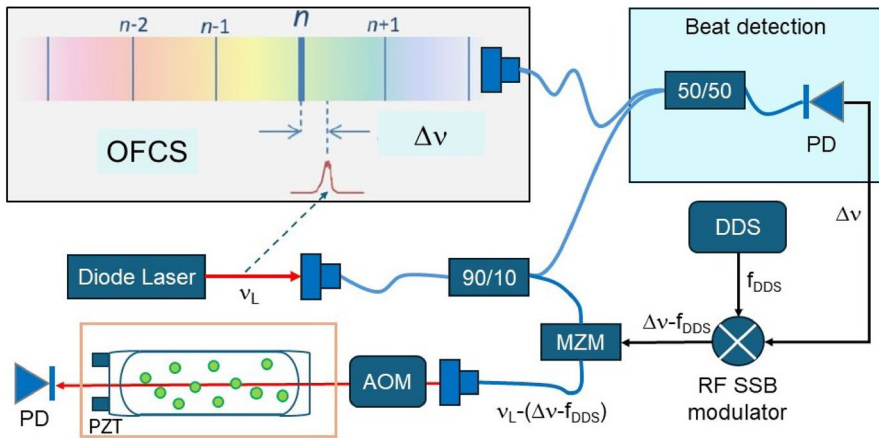 n-2
n-1
n
n+1
Δν
OFCS
Beat detection
50/50
PD
Δν
DDS
f_DDS
Diode Laser
ν_L
90/10
MZM
Δν-f_DDS
RF SSB
modulator
AOM
PD
PZT
ν_L-(Δν-f_DDS)